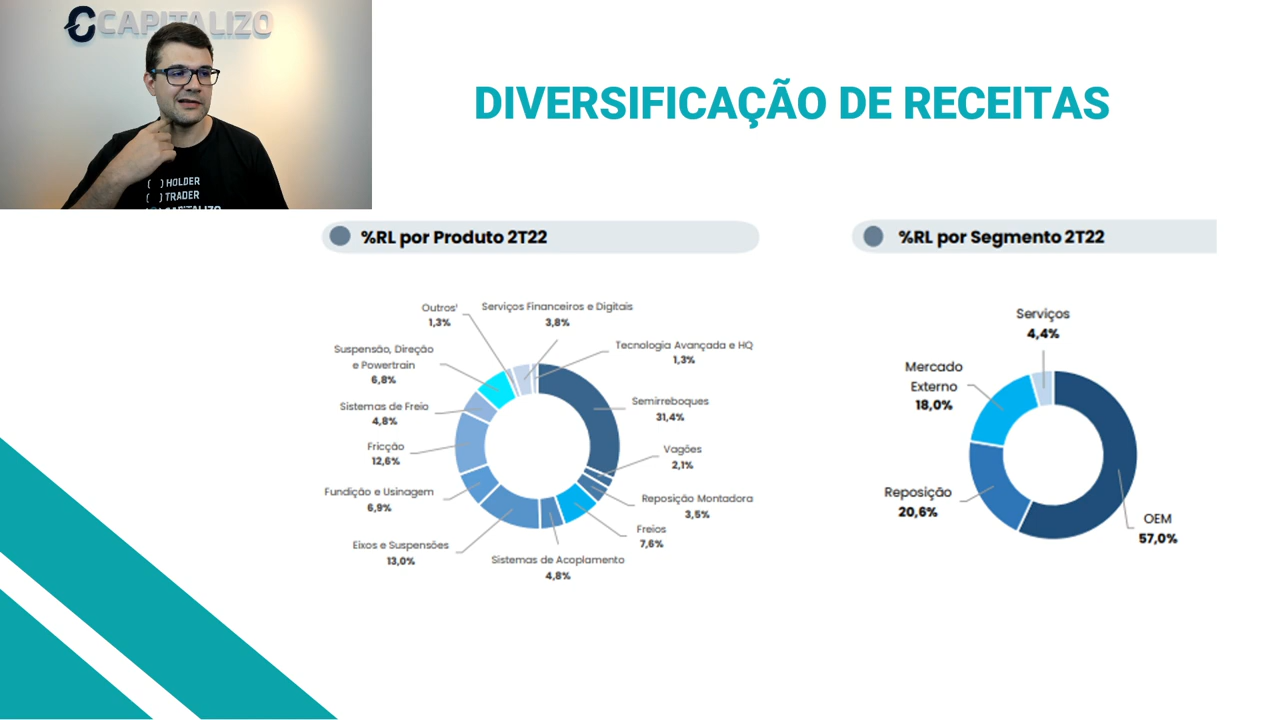 CAPITALIZO
( ) HOLDER
( ) TRADER
CAPITALIZO
DIVERSIFICAÇÃO DE RECEITAS
%RL por Produto 2T22
Outros¹
1,3%
Serviços Financeiros e Digitais
3,8%
Tecnologia Avançada e HQ
1,3%
Suspensão, Direção
e Powertrain
6,8%
Semirreboques
31,4%
Sistemas de Freio
4,8%
Fricção
12,6%
Vagões
2,1%
Fundição e Usinagem
6,9%
Reposição Montadora
3,5%
Freios
7,6%
Eixos e Suspensões
13,0%
Sistemas de Acoplamento
4,8%
%RL por Segmento 2T22
Serviços
4,4%
Mercado
Externo
18,0%
Reposição
20,6%
OEM
57,0%